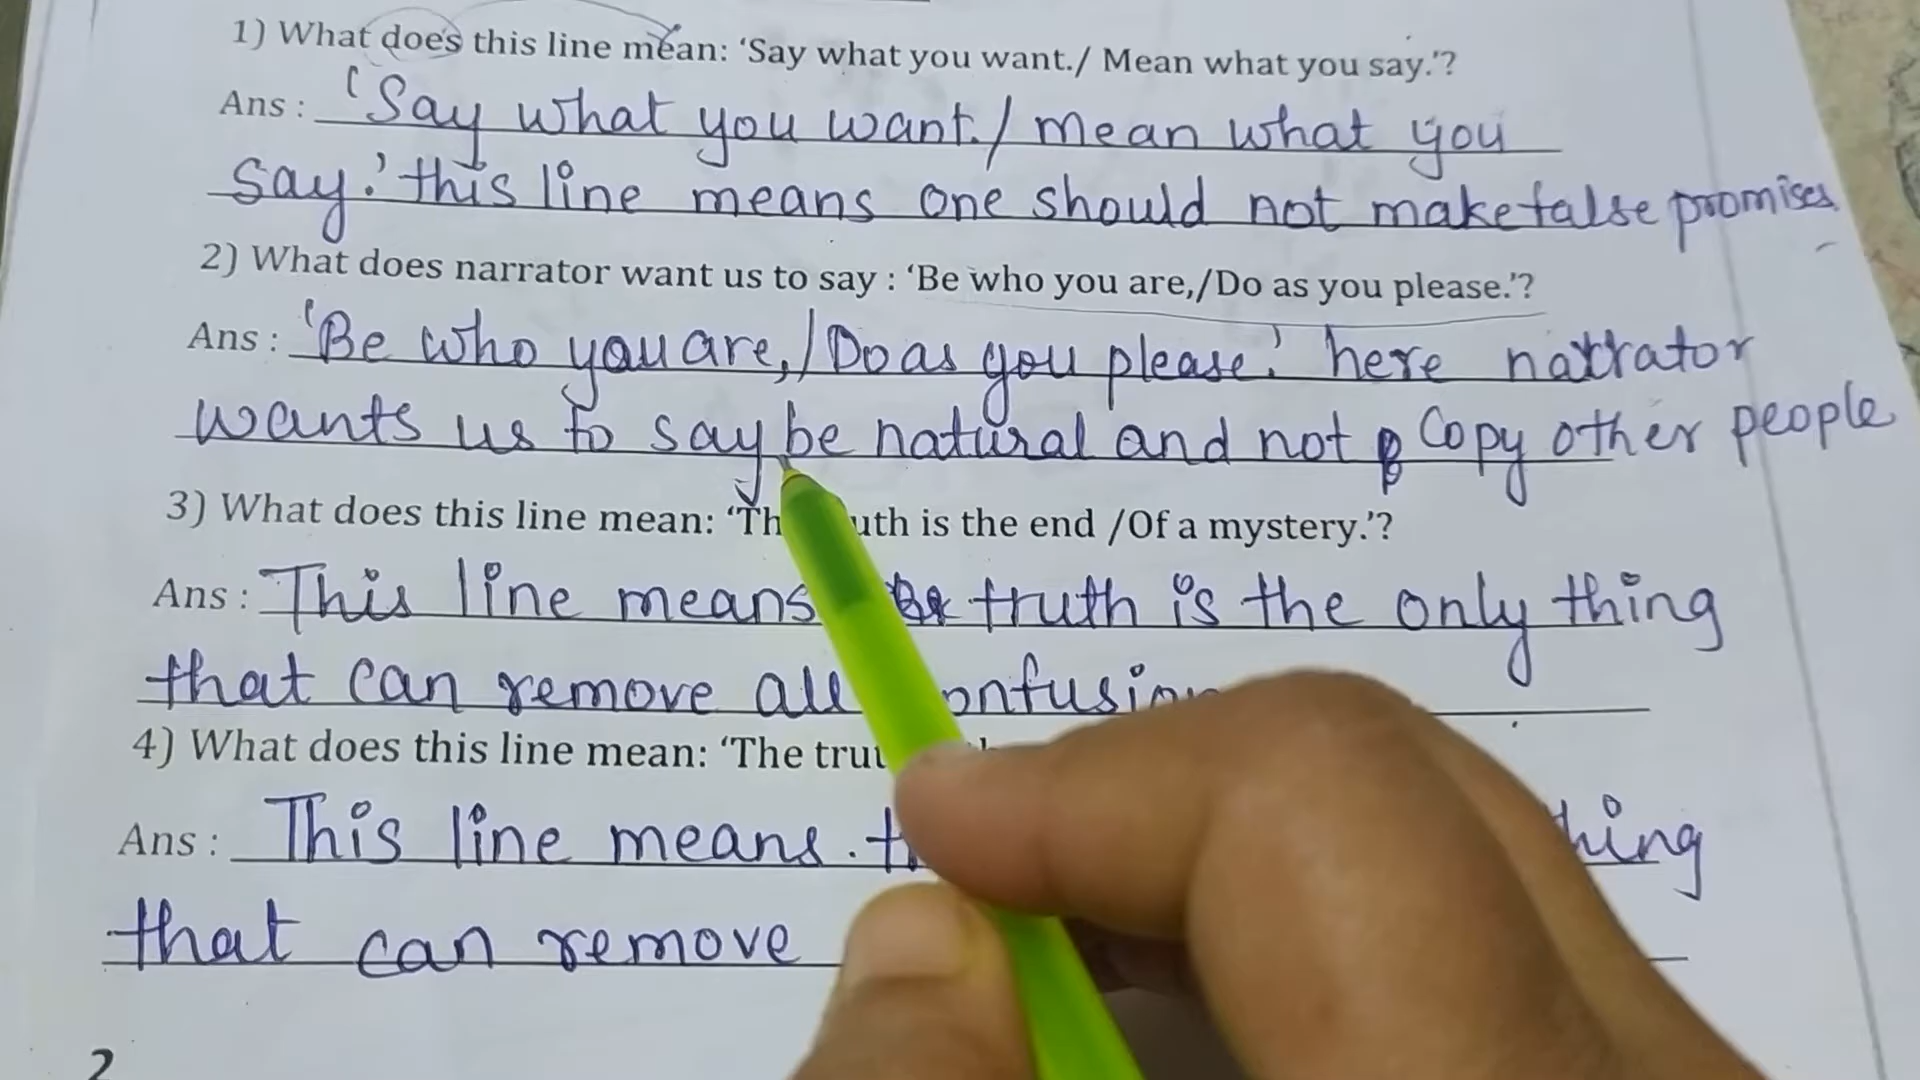 1) What does this line mean: ‘Say what you want./ Mean what you say.’?
Ans : ‘Say what you want./ mean what you
say.’ this line means one should not make false promises
2) What does narrator want us to say : ‘Be who you are,/Do as you please.’?
Ans : ‘Be who you are,/Do as you please.’ here narrator
wants us to say be natural and not copy other people
3) What does this line mean: ‘Th uth is the end /Of a mystery.’?
Ans : This line means truth is the only thing
that can remove all onfusion
4) What does this line mean: ‘The tru
Ans : This line means. t hing
that can remove
2